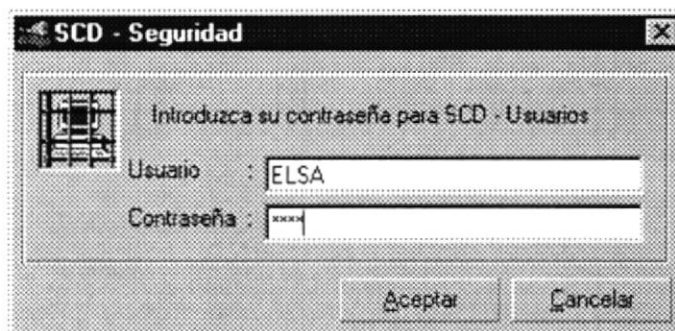 SCD - Seguridad
Introduzca su contraseña para SCD - Usuarios
Usuario : ELSA
Contraseña : ****
Aceptar Cancelar